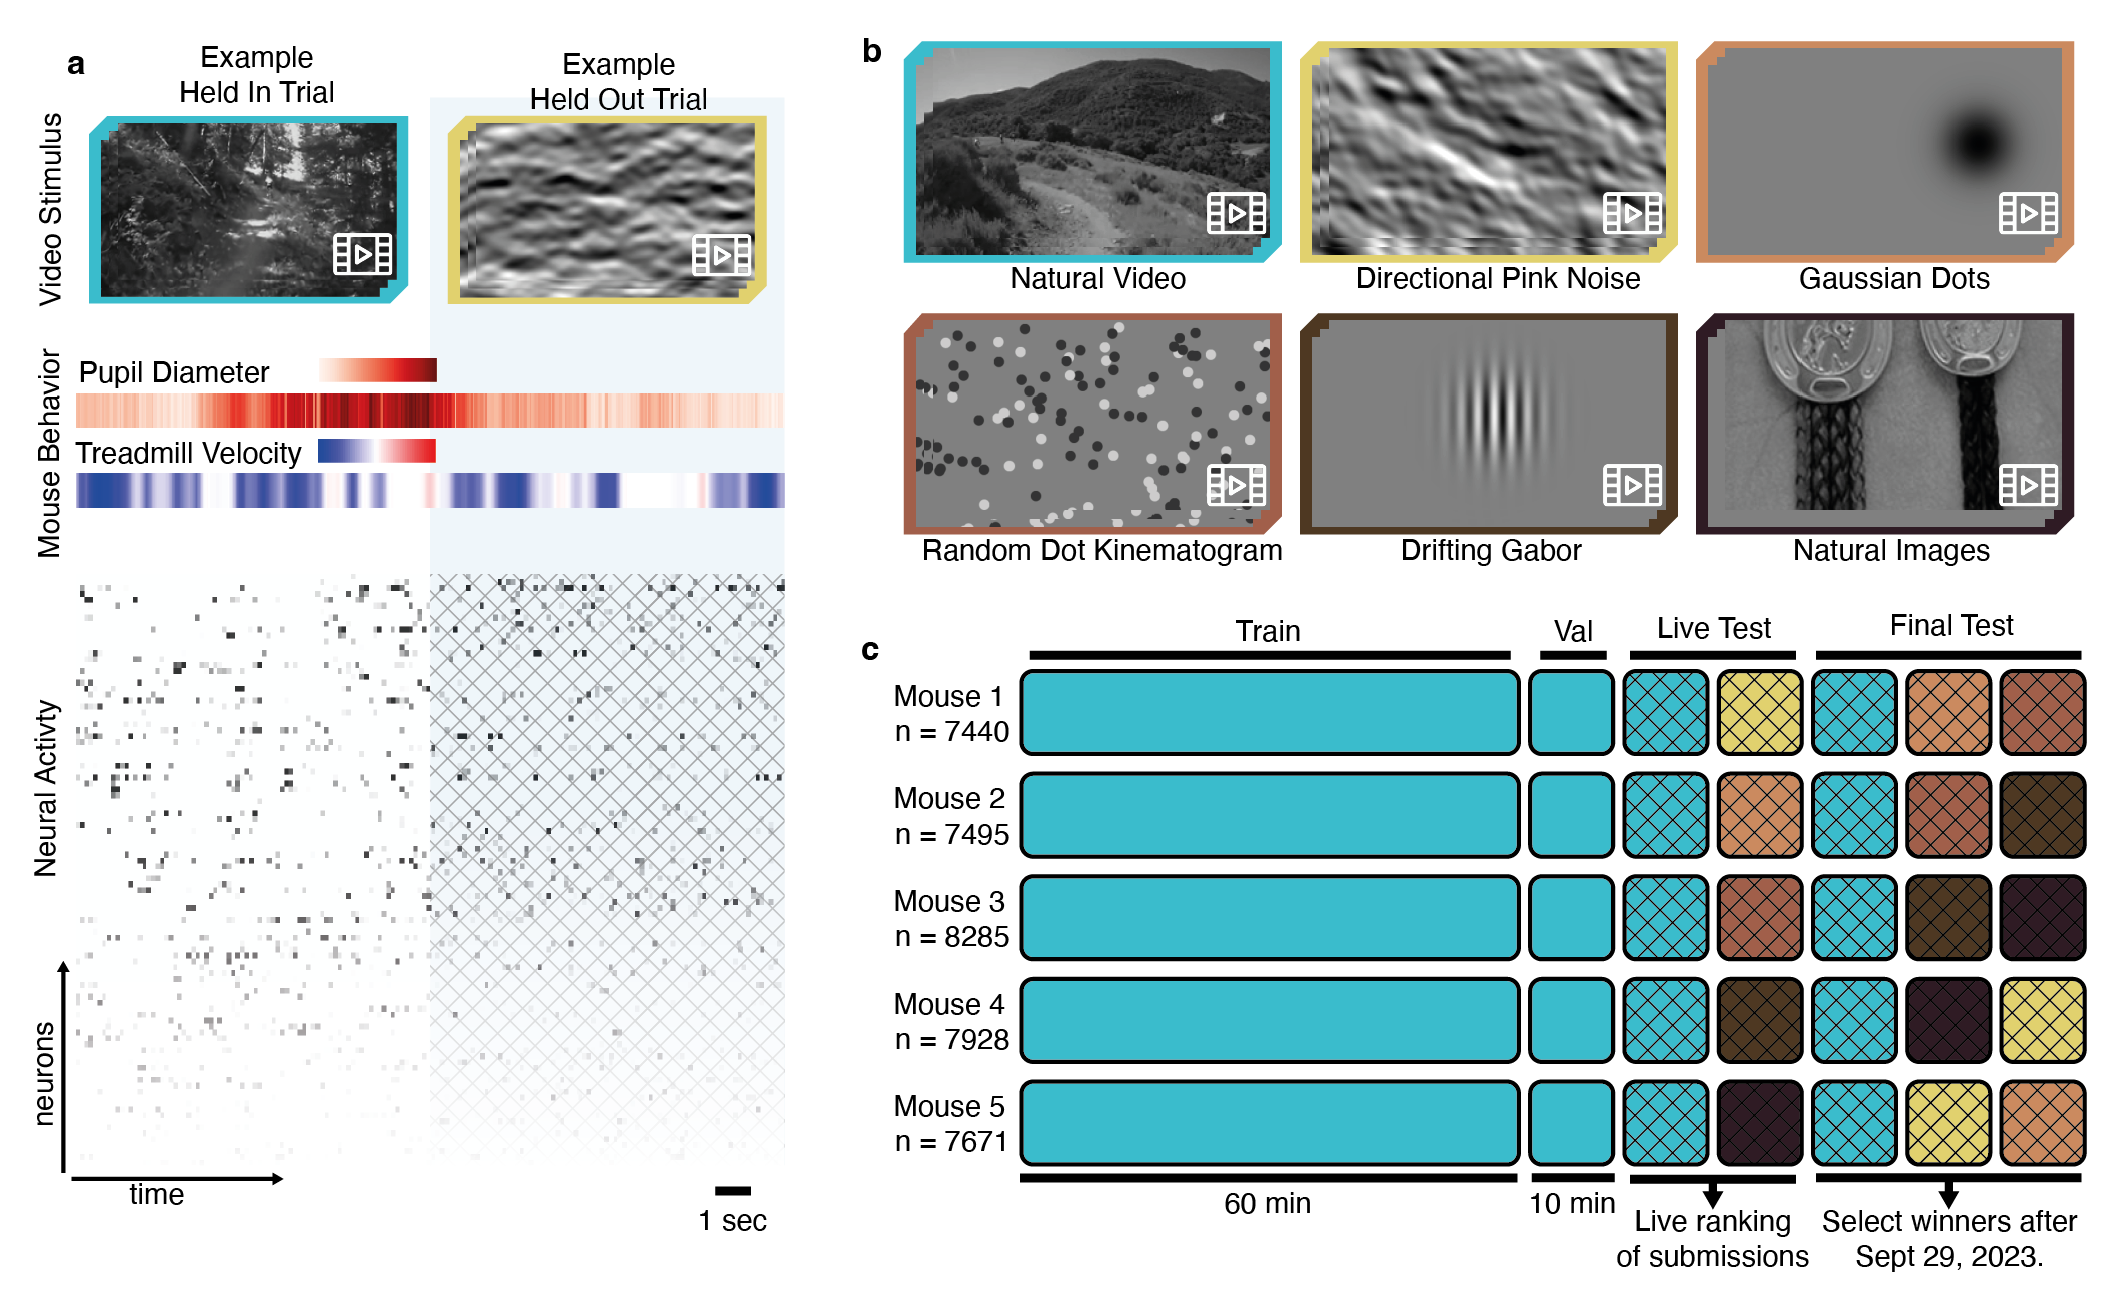 a
Example
Held In Trial
Example
Held Out Trial
Video Stimulus
Mouse Behavior
Pupil Diameter
Treadmill Velocity
Neural Activty
neurons
time
1 sec
b
Natural Video
Directional Pink Noise
Gaussian Dots
Random Dot Kinematogram
Drifting Gabor
Natural Images
c
Train
Val
Live Test
Final Test
Mouse 1
n = 7440
Mouse 2
n = 7495
Mouse 3
n = 8285
Mouse 4
n = 7928
Mouse 5
n = 7671
60 min
10 min
Live ranking
of submissions
Select winners after
Sept 29, 2023.